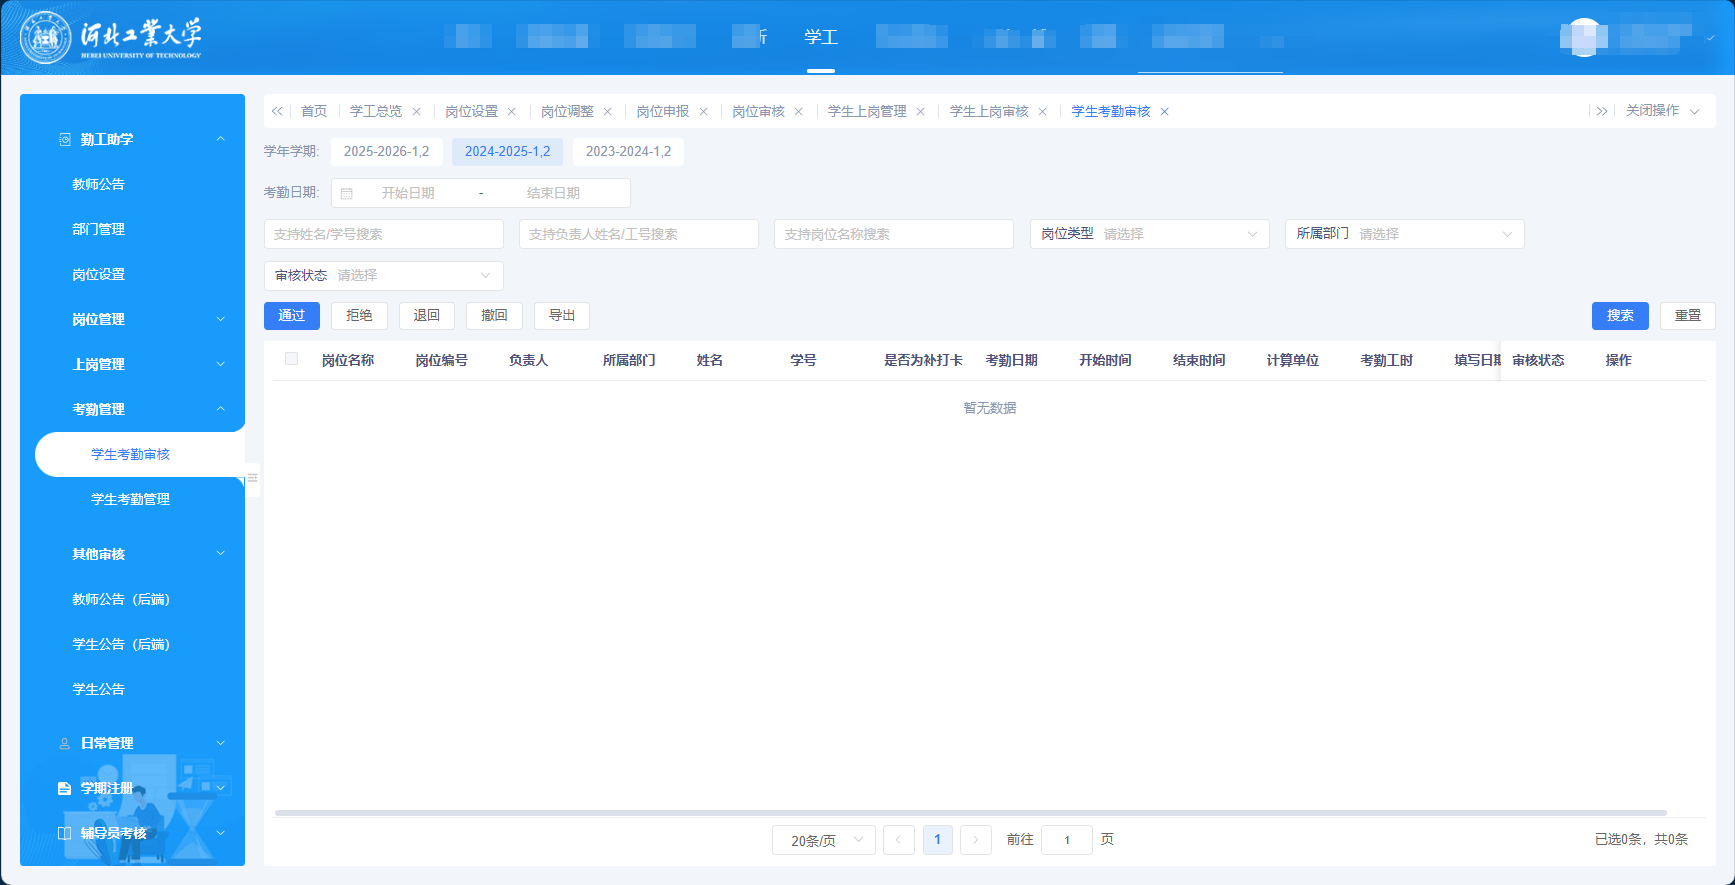 河北工業大学
HEBEI UNIVERSITY OF TECHNOLOGY
学工
勤工助学
教师公告
部门管理
岗位设置
岗位管理
上岗管理
考勤管理
学生考勤审核
学生考勤管理
其他审核
教师公告（后端）
学生公告（后端）
学生公告
日常管理
学期注册
辅导员考核
首页 学工总览 岗位设置 岗位调整 岗位申报 岗位审核 学生上岗管理 学生上岗审核 学生考勤审核 关闭操作
学年学期: 2025-2026-1,2 2024-2025-1,2 2023-2024-1,2
考勤日期: 开始日期 - 结束日期
支持姓名/学号搜索 支持负责人姓名/工号搜索 支持岗位名称搜索 岗位类型 请选择 所属部门 请选择
审核状态 请选择
通过 拒绝 退回 撤回 导出 搜索 重置
岗位名称 岗位编号 负责人 所属部门 姓名 学号 是否为补打卡 考勤日期 开始时间 结束时间 计算单位 考勤工时 填写日期 审核状态 操作
暂无数据
20条/页 1 前往 1 页 已选0条，共0条